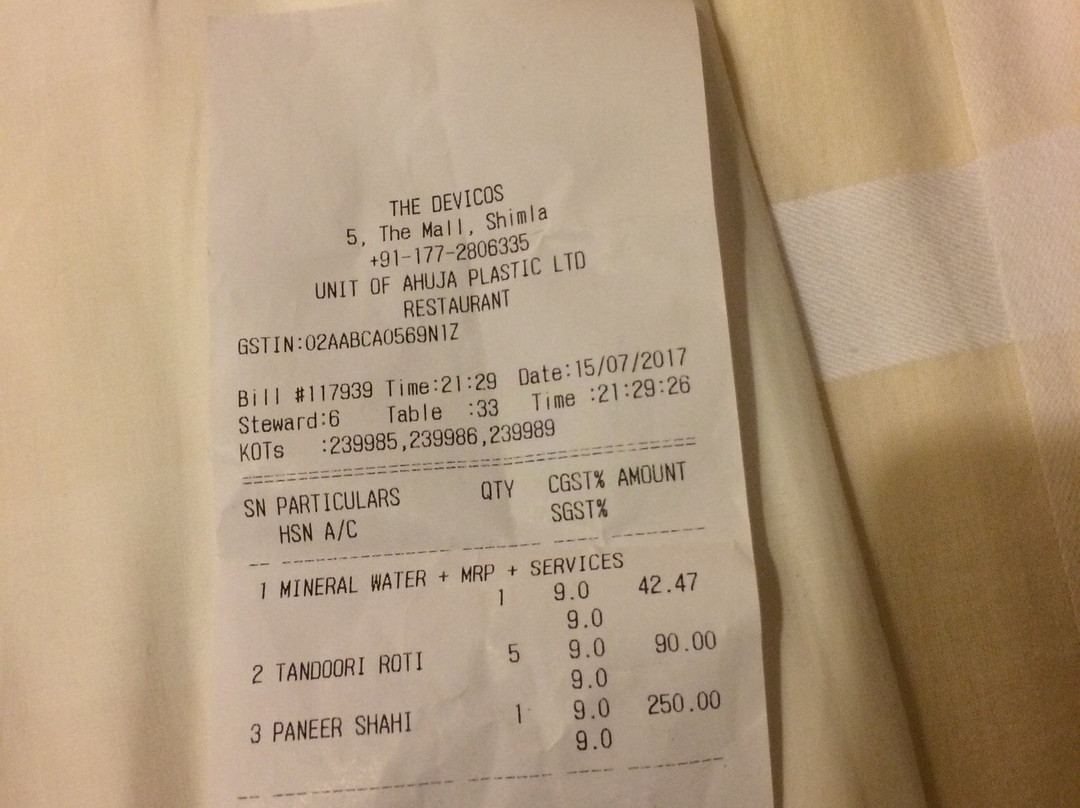 THE DEVICOS
5, The Mall, Shimla
+91-177-2806335
UNIT OF AHUJA PLASTIC LTD
RESTAURANT
GSTIN:02AABCA0569N1Z
Bill #117939 Time:21:29 Date:15/07/2017
Steward:6 Table :33 Time :21:29:26
KOTs :239985,239986,239989
SN PARTICULARS QTY CGST% AMOUNT
HSN A/C SGST%
1 MINERAL WATER + MRP + SERVICES
1 9.0 42.47
9.0
2 TANDOORI ROTI 5 9.0 90.00
9.0
3 PANEER SHAHI 1 9.0 250.00
9.0